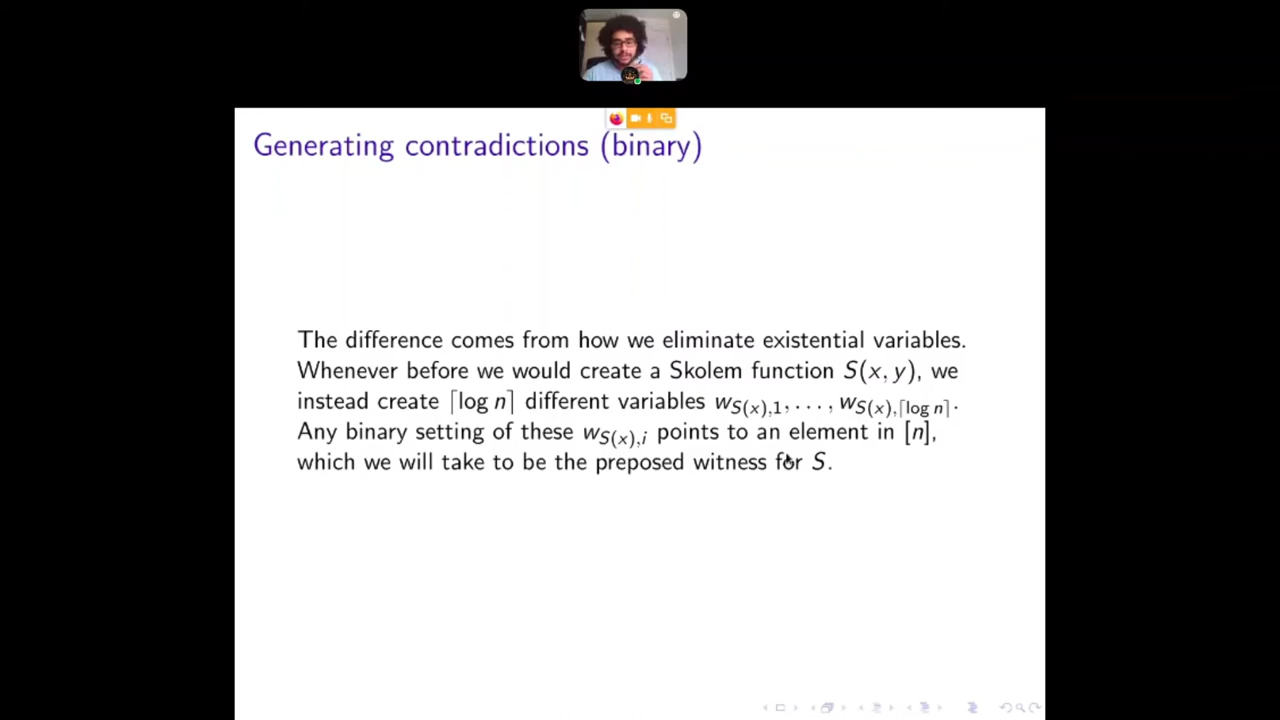 Generating contradictions (binary)
The difference comes from how we eliminate existential variables.
Whenever before we would create a Skolem function S(x, y), we
instead create ⌈log n⌉ different variables w_{S(x),1}, . . . , w_{S(x),⌈log n⌉}.
Any binary setting of these w_{S(x),i} points to an element in [n],
which we will take to be the preposed witness for S.